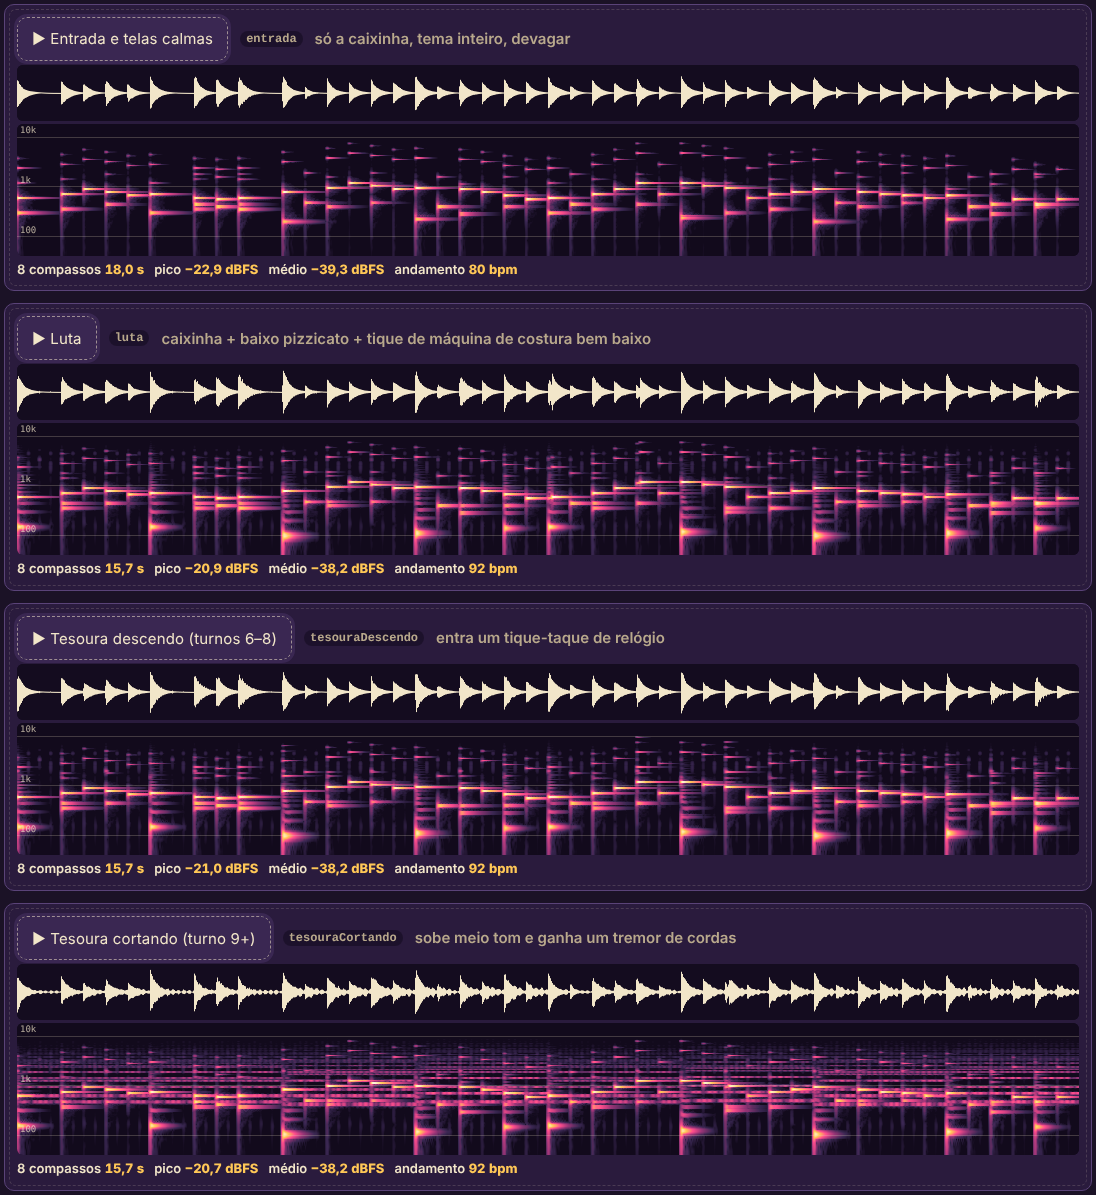 ▶ Entrada e telas calmas entrada só a caixinha, tema inteiro, devagar
10k
1k
100
8 compassos 18,0 s pico −22,9 dBFS médio −39,3 dBFS andamento 80 bpm
▶ Luta luta caixinha + baixo pizzicato + tique de máquina de costura bem baixo
10k
1k
100
8 compassos 15,7 s pico −20,9 dBFS médio −38,2 dBFS andamento 92 bpm
▶ Tesoura descendo (turnos 6–8) tesouraDescendo entra um tique-taque de relógio
10k
1k
100
8 compassos 15,7 s pico −21,0 dBFS médio −38,2 dBFS andamento 92 bpm
▶ Tesoura cortando (turno 9+) tesouraCortando sobe meio tom e ganha um tremor de cordas
10k
1k
100
8 compassos 15,7 s pico −20,7 dBFS médio −38,2 dBFS andamento 92 bpm